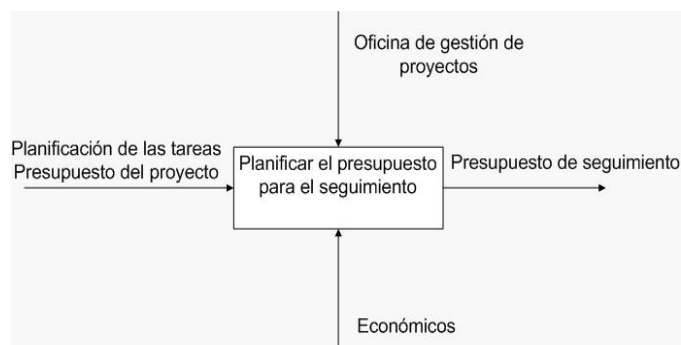 Oficina de gestión de
proyectos
Planificación de las tareas
Presupuesto del proyecto
Planificar el presupuesto
para el seguimiento
Presupuesto de seguimiento
Económicos